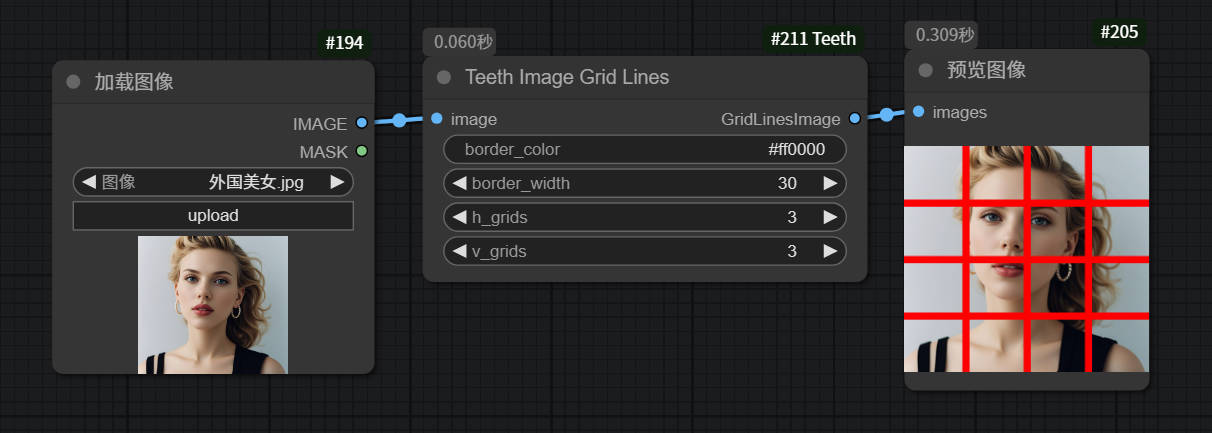 #194
加载图像
IMAGE
MASK
图像 外国美女.jpg
upload
0.060秒
#211 Teeth
Teeth Image Grid Lines
image GridLinesImage
border_color #ff0000
border_width 30
h_grids 3
v_grids 3
0.309秒
#205
预览图像
images